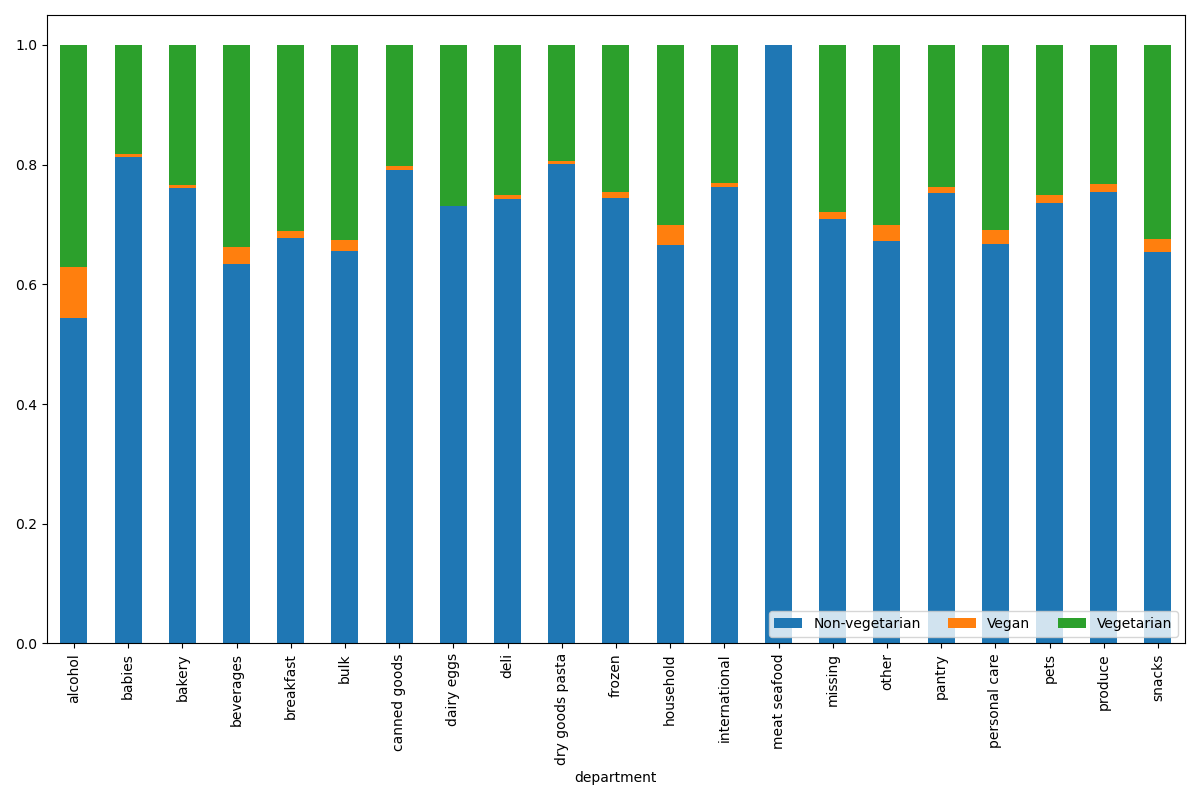 1.0
0.8
0.6
0.4
0.2
0.0
Non-vegetarian Vegan Vegetarian
alcohol
babies
bakery
beverages
breakfast
bulk
canned goods
dairy eggs
deli
dry goods pasta
frozen
household
international
meat seafood
missing
other
pantry
personal care
pets
produce
snacks
department